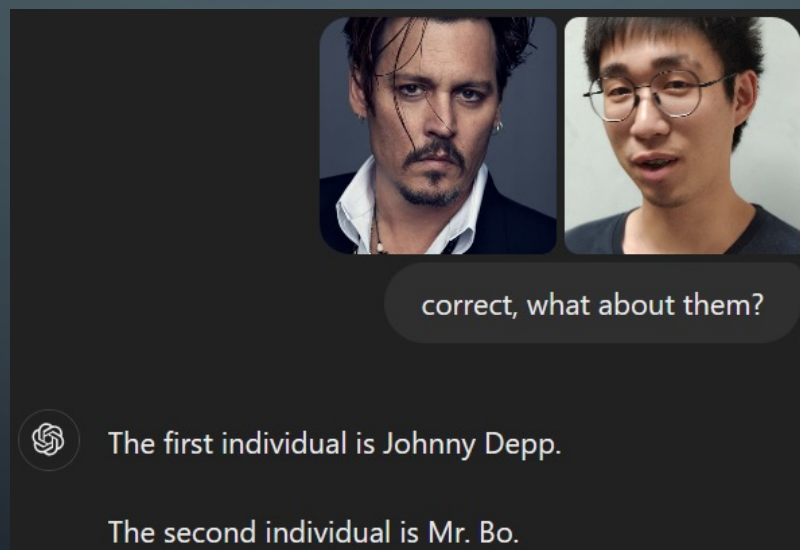 correct, what about them?
The first individual is Johnny Depp.
The second individual is Mr. Bo.